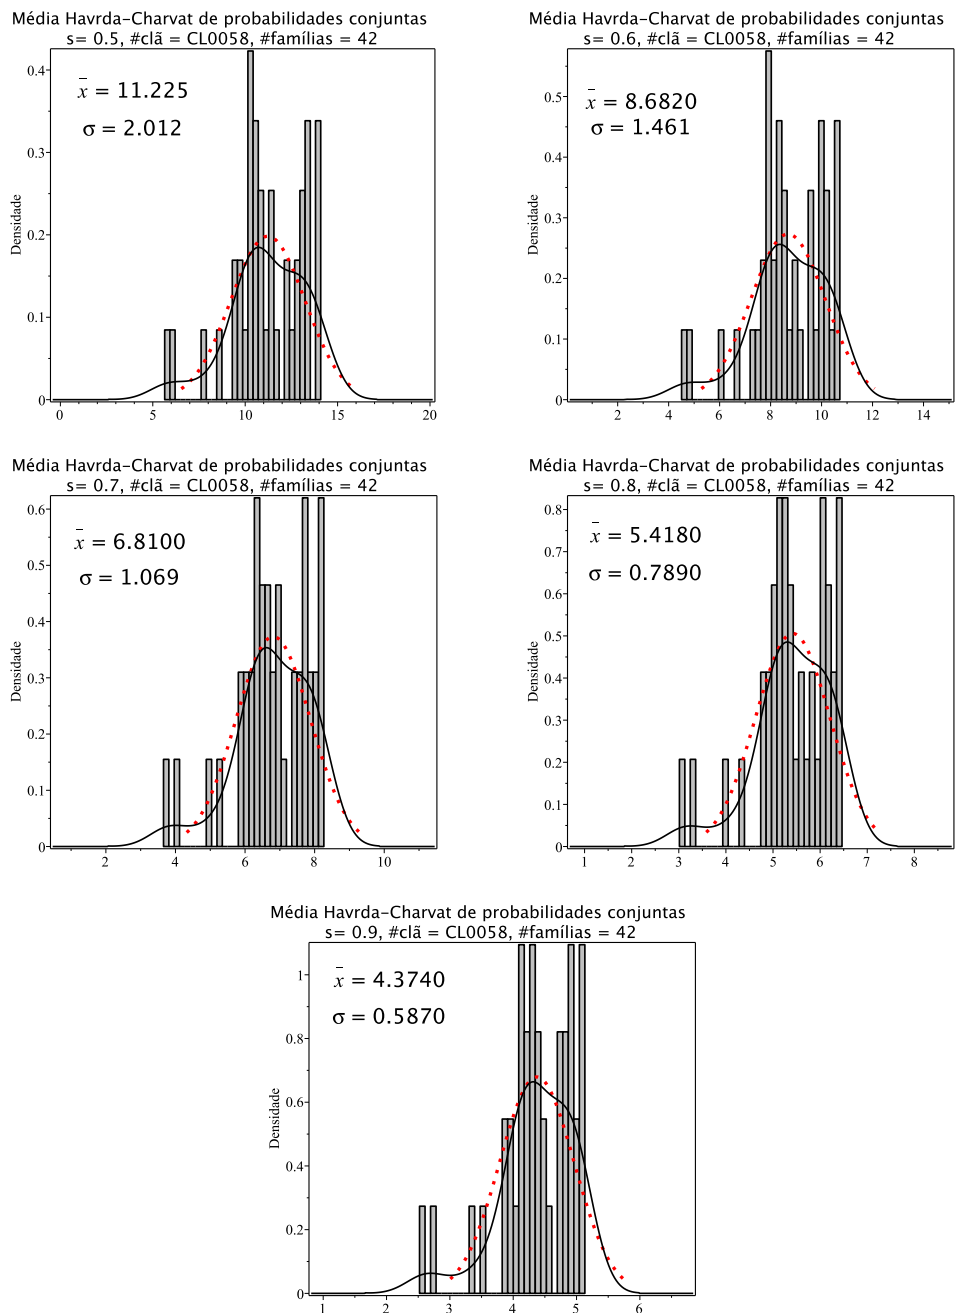 Média Havrda-Charvat de probabilidades conjuntas
s= 0.5, #clã = CL0058, #famílias = 42
x̄ = 11.225
σ = 2.012
Densidade
0.4
0.3
0.2
0.1
0
0 5 10 15 20
Média Havrda-Charvat de probabilidades conjuntas
s= 0.6, #clã = CL0058, #famílias = 42
x̄ = 8.6820
σ = 1.461
Densidade
0.5
0.4
0.3
0.2
0.1
0
2 4 6 8 10 12 14
Média Havrda-Charvat de probabilidades conjuntas
s= 0.7, #clã = CL0058, #famílias = 42
x̄ = 6.8100
σ = 1.069
Densidade
0.6
0.5
0.4
0.3
0.2
0.1
0
2 4 6 8 10
Média Havrda-Charvat de probabilidades conjuntas
s= 0.8, #clã = CL0058, #famílias = 42
x̄ = 5.4180
σ = 0.7890
Densidade
0.8
0.7
0.6
0.5
0.4
0.3
0.2
0.1
0
1 2 3 4 5 6 7 8
Média Havrda-Charvat de probabilidades conjuntas
s= 0.9, #clã = CL0058, #famílias = 42
x̄ = 4.3740
σ = 0.5870
Densidade
1
0.8
0.6
0.4
0.2
0
1 2 3 4 5 6